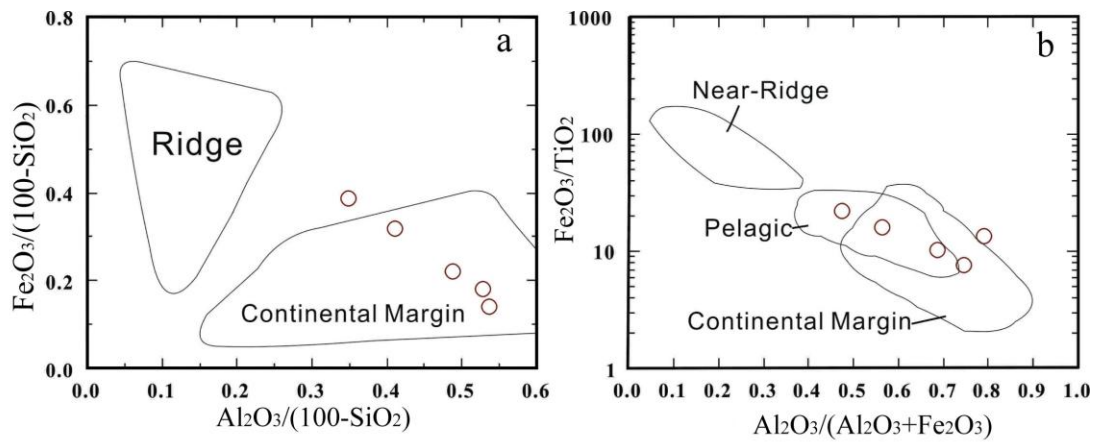 a
Fe₂O₃/(100-SiO₂)
0.8
0.6
0.4
0.2
0.0
Ridge
Continental Margin
0.0 0.1 0.2 0.3 0.4 0.5 0.6
Al₂O₃/(100-SiO₂)
b
Fe₂O₃/TiO₂
1000
100
10
1
Near-Ridge
Pelagic
Continental Margin
0.1 0.2 0.3 0.4 0.5 0.6 0.7 0.8 0.9 1.0
Al₂O₃/(Al₂O₃+Fe₂O₃)